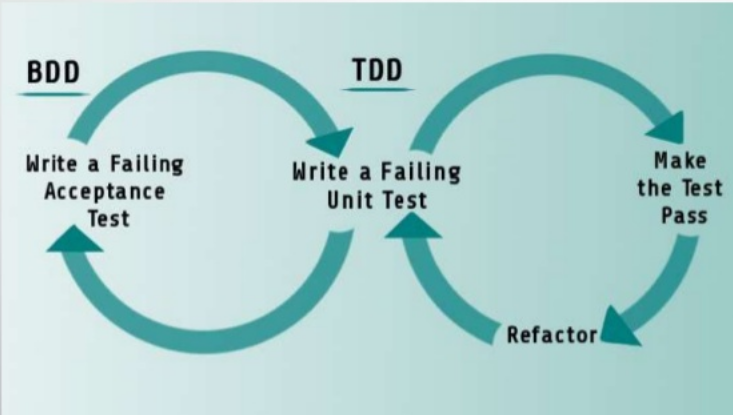 BDD
TDD
Write a Failing
Acceptance
Test
Write a Failing
Unit Test
Make
the Test
Pass
Refactor